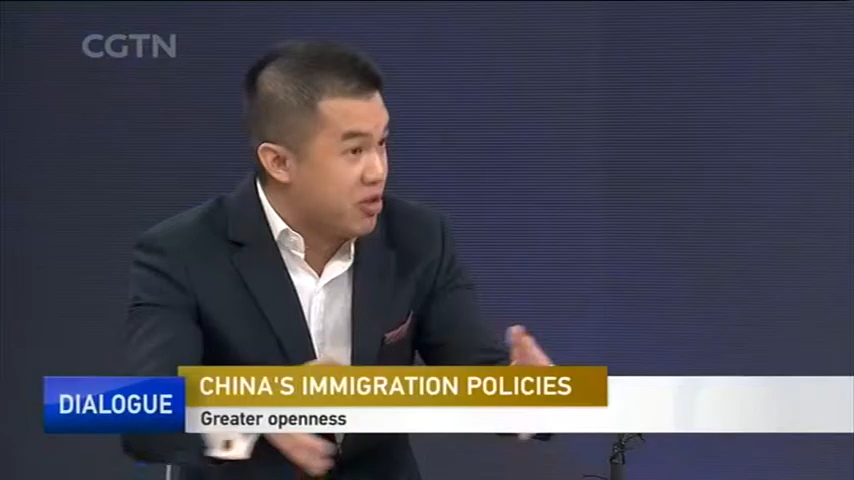 CGTN
CHINA'S IMMIGRATION POLICIES
DIALOGUE
Greater openness